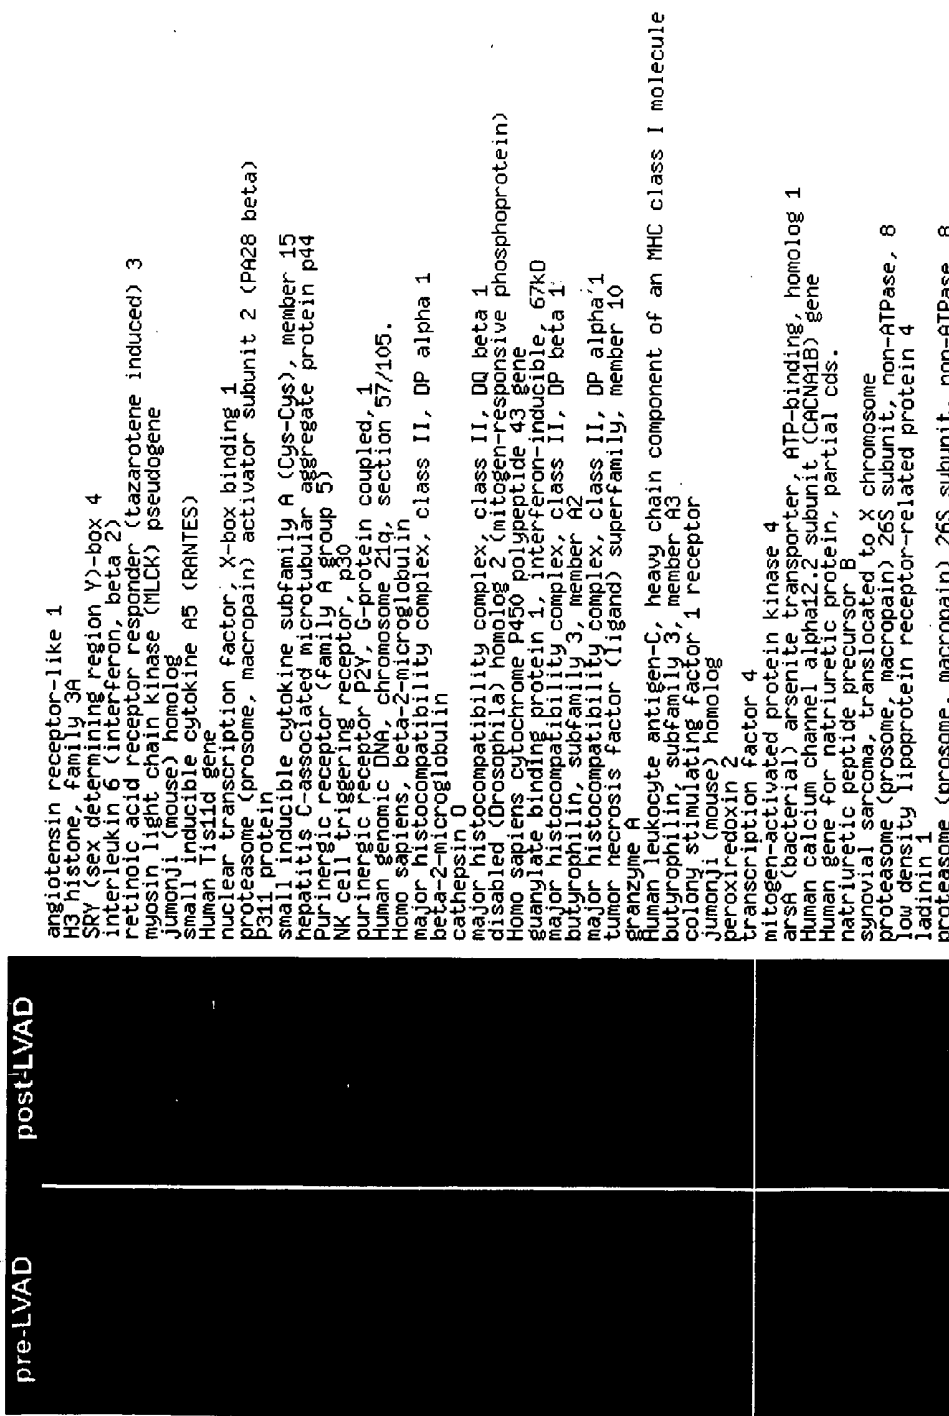 pre-LVAD
post-LVAD
angiotensin receptor-like 1
H3 histone, family 3A
SRY (sex determining region Y)-box 4
interleukin 6 (interferon, beta 2)
retinoic acid receptor responder (tazarotene induced) 3
myosin light chain kinase (MLCK) pseudogene
jumonji (mouse) homolog
small inducible cytokine A5 (RANTES)
Human Tis11d gene
nuclear transcription factor, X-box binding 1
proteasome (prosome, macropain) activator subunit 2 (PA28 beta)
P311 protein
small inducible cytokine subfamily A (Cys-Cys), member 15
hepatitis C-associated microtubular aggregate protein p44
Purinergic receptor (family A group 5)
NK cell triggering receptor, p30
purinergic receptor P2Y, G-protein coupled, 1
Human genomic DNA, chromosome 21q, section 57/105.
Homo sapiens, beta-2-microglobulin
major histocompatibility complex, class II, DP alpha 1
beta-2-microglobulin
cathepsin O
major histocompatibility complex, class II, DQ beta 1
disabled (Drosophila) homolog 2 (mitogen-responsive phosphoprotein)
Homo sapiens cytochrome P450 polypeptide 43 gene
guanylate binding protein 1, interferon-inducible, 67kD
major histocompatibility complex, class II, DP beta 1
butyrophilin, subfamily 3, member A2
major histocompatibility complex, class II, DP alpha 1
tumor necrosis factor (ligand) superfamily, member 10
granzyme A
Human leukocyte antigen-C, heavy chain component of an MHC class I molecule
butyrophilin, subfamily 3, member A3
colony stimulating factor 1 receptor
jumonji (mouse) homolog
peroxiredoxin 2
transcription factor 4
mitogen-activated protein kinase 4
arsA (bacterial) arsenite transporter, ATP-binding, homolog 1
Human calcium channel alpha12.2 subunit (CACNA1B) gene
Human gene for natriuretic protein, partial cds.
natriuretic peptide precursor B
synovial sarcoma, translocated to X chromosome
proteasome (prosome, macropain) 26S subunit, non-ATPase, 8
low density lipoprotein receptor-related protein 4
ladinin 1
proteasome (prosome, macropain) 26S subunit, non-ATPase, 8